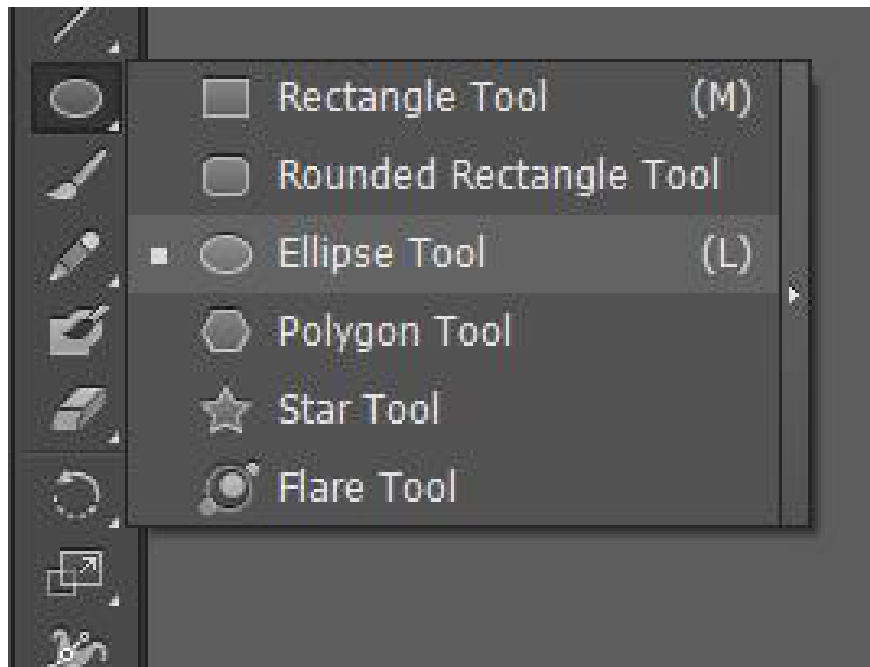 Rectangle Tool (M)
Rounded Rectangle Tool
Ellipse Tool (L)
Polygon Tool
Star Tool
Flare Tool